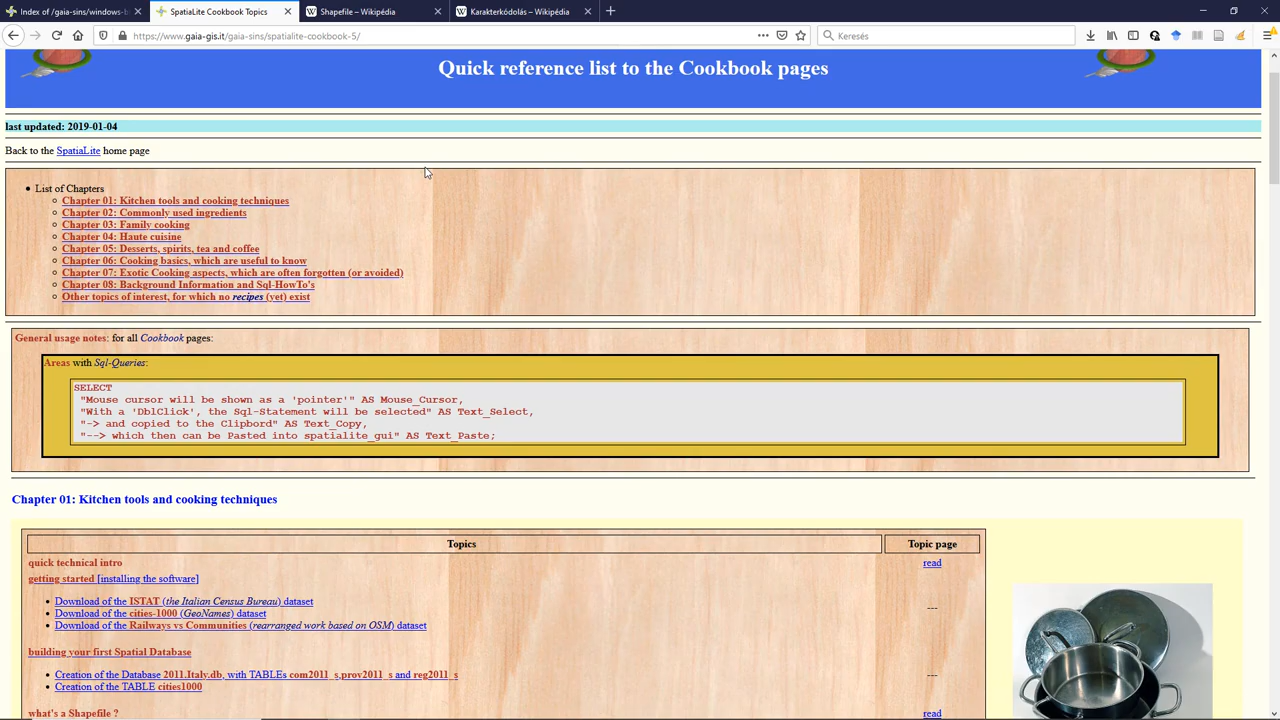 Index of /gaia-sins/windows-b
SpatiaLite Cookbook Topics
Shapefile – Wikipédia
Karakterkódolás – Wikipédia
https://www.gaia-gis.it/gaia-sins/spatialite-cookbook-5/
Keresés
Quick reference list to the Cookbook pages
last updated: 2019-01-04
Back to the SpatiaLite home page
List of Chapters
Chapter 01: Kitchen tools and cooking techniques
Chapter 02: Commonly used ingredients
Chapter 03: Family cooking
Chapter 04: Haute cuisine
Chapter 05: Desserts, spirits, tea and coffee
Chapter 06: Cooking basics, which are useful to know
Chapter 07: Exotic Cooking aspects, which are often forgotten (or avoided)
Chapter 08: Background Information and Sql-HowTo's
Other topics of interest, for which no recipes (yet) exist
General usage notes: for all Cookbook pages:
Areas with Sql-Queries:
SELECT
"Mouse cursor will be shown as a 'pointer'" AS Mouse_Cursor,
"With a 'DblClick', the Sql-Statement will be selected" AS Text_Select,
"-> and copied to the Clipbord" AS Text_Copy,
"--> which then can be Pasted into spatialite_gui" AS Text_Paste;
Chapter 01: Kitchen tools and cooking techniques
Topics
Topic page
quick technical intro
read
getting started [installing the software]
Download of the ISTAT (the Italian Census Bureau) dataset
Download of the cities-1000 (GeoNames) dataset
---
Download of the Railways vs Communities (rearranged work based on OSM) dataset
building your first Spatial Database
Creation of the Database 2011.Italy.db, with TABLEs com2011_s,prov2011_s and reg2011_s
---
Creation of the TABLE cities1000
what's a Shapefile ?
read